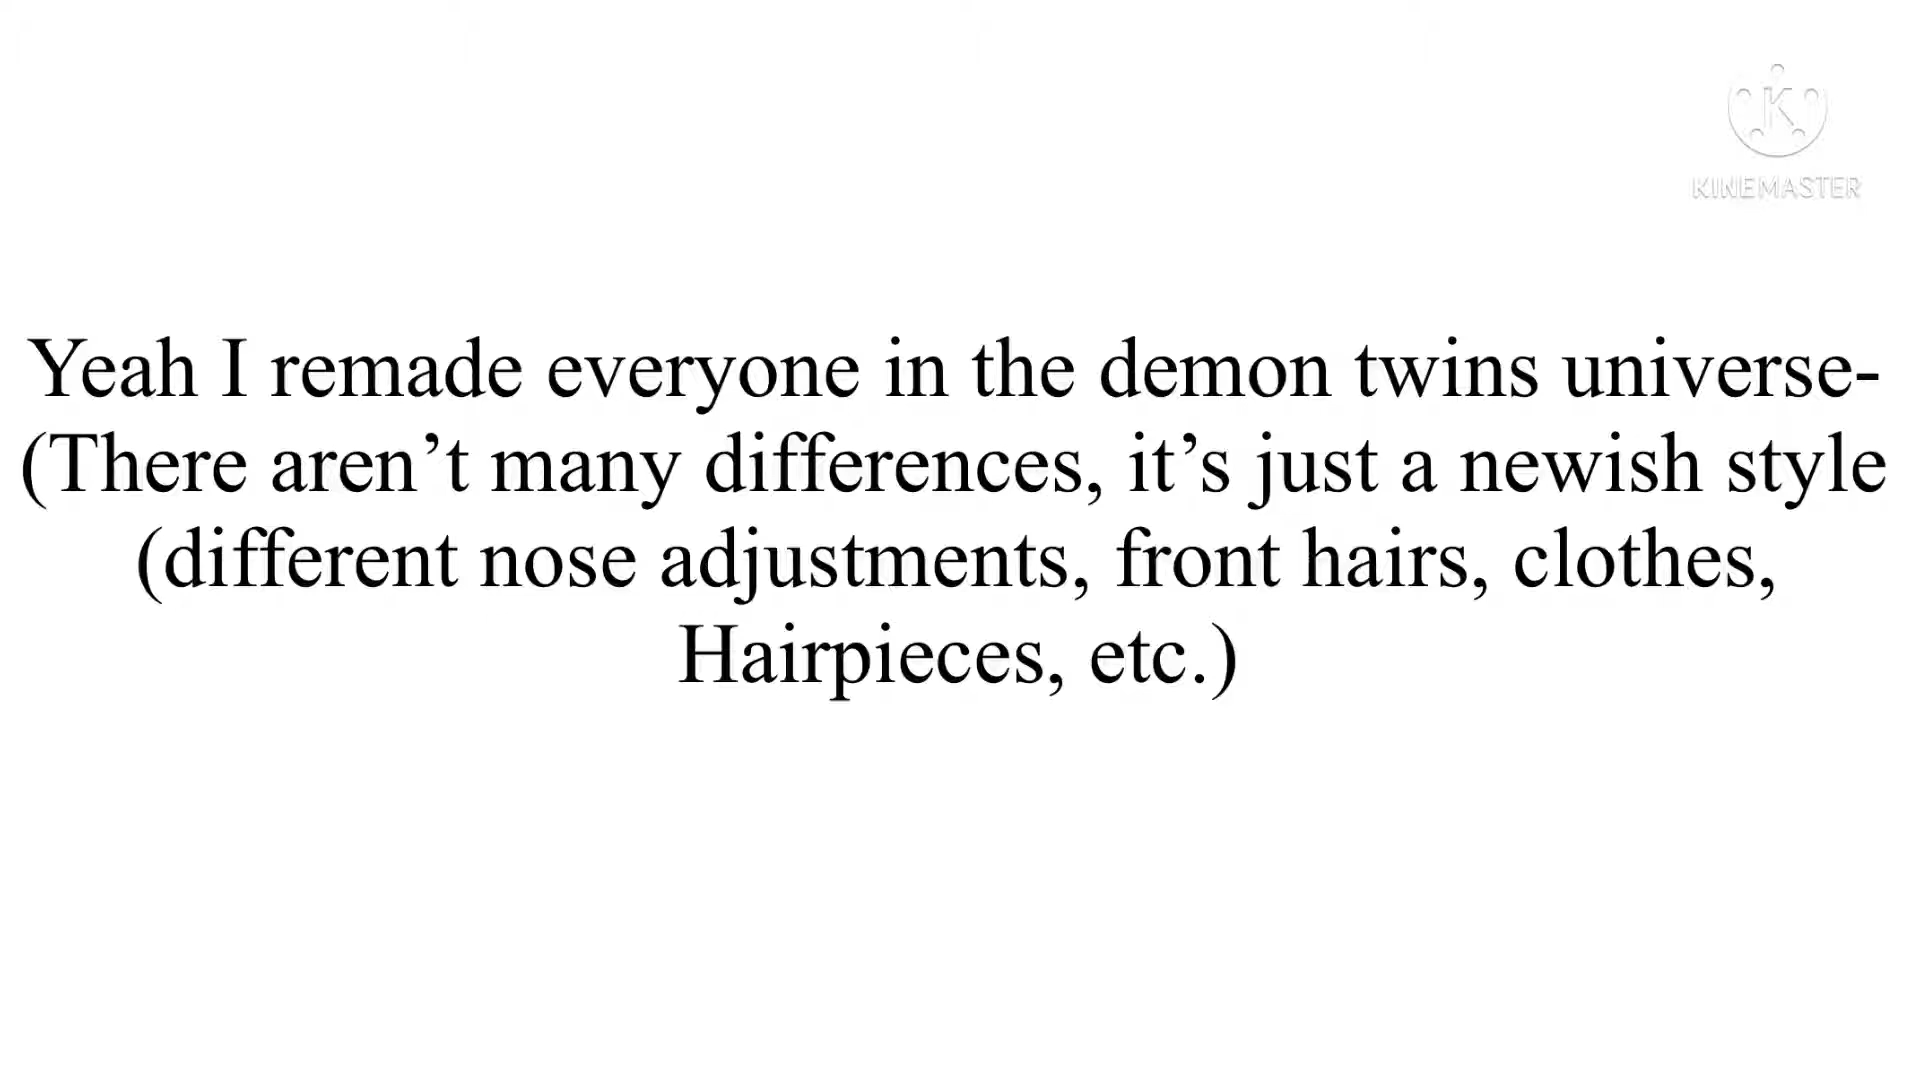 KINEMASTER
Yeah I remade everyone in the demon twins universe-
(There aren’t many differences, it’s just a newish style
(different nose adjustments, front hairs, clothes,
Hairpieces, etc.)